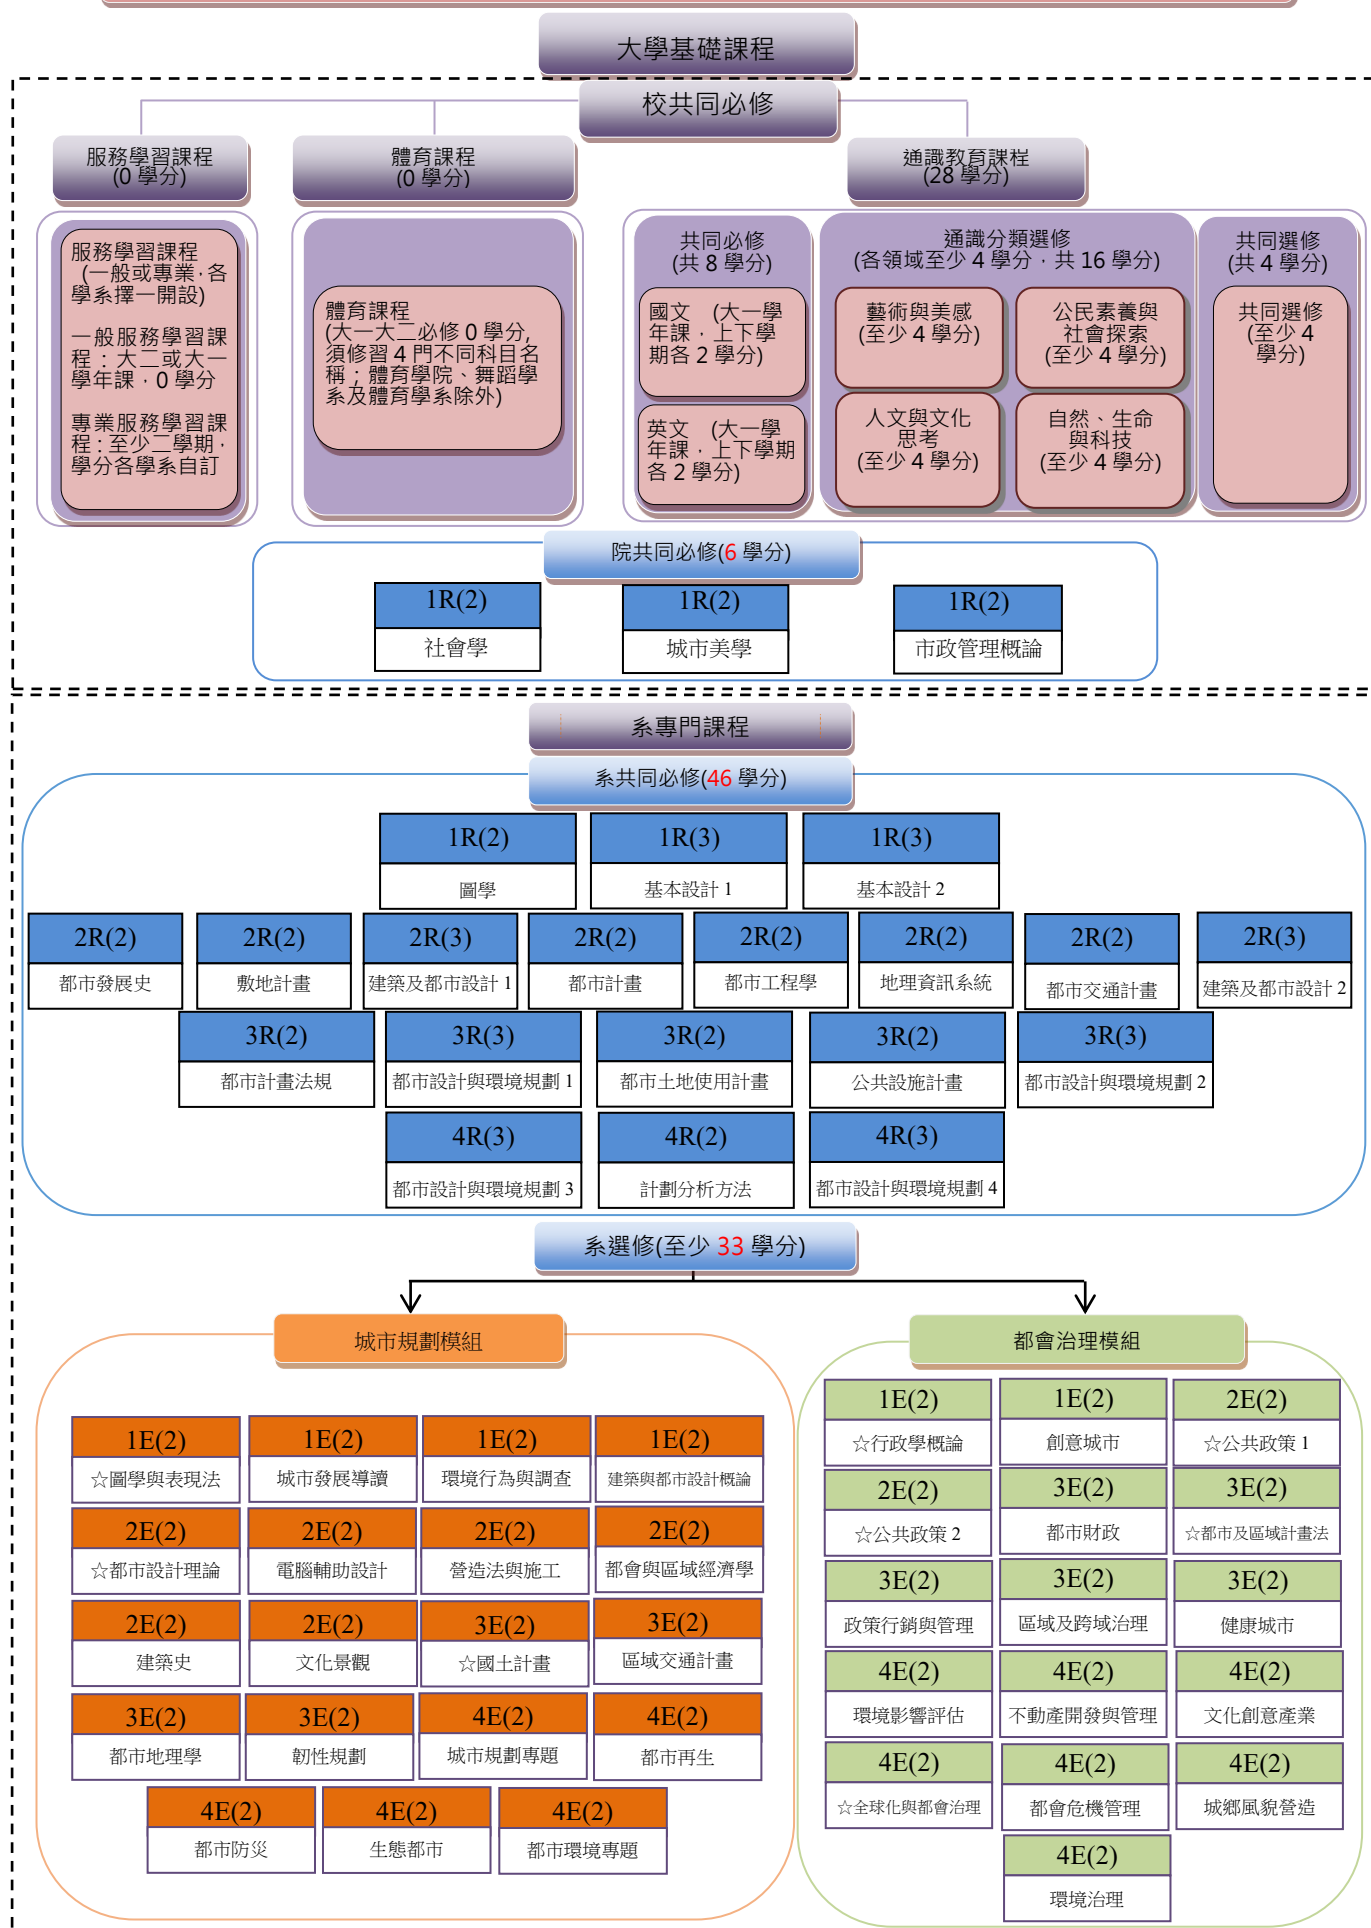 大學基礎課程
校共同必修
服務學習課程
(0 學分)
體育課程
(0 學分)
通識教育課程
(28 學分)
服務學習課程
(一般或專業，各
學系擇一開設)
一般服務學習課
程：大二或大一
學年課，0 學分
專業服務學習課
程：至少二學期，
學分各學系自訂
體育課程
(大一大二必修 0 學分,
須修習 4 門不同科目名
稱；體育學院、舞蹈學
系及體育學系除外)
共同必修
(共 8 學分)
國文 (大一學
年課，上下學
期各 2 學分)
英文 (大一學
年課，上下學期
各 2 學分)
通識分類選修
(各領域至少 4 學分，共 16 學分)
藝術與美感
(至少 4 學分)
公民素養與
社會探索
(至少 4 學分)
人文與文化
思考
(至少 4 學分)
自然、生命
與科技
(至少 4 學分)
共同選修
(共 4 學分)
共同選修
(至少 4
學分)
院共同必修(6 學分)
1R(2)
社會學
1R(2)
城市美學
1R(2)
市政管理概論
系專門課程
系共同必修(46 學分)
1R(2)
圖學
1R(3)
基本設計 1
1R(3)
基本設計 2
2R(2)
都市發展史
2R(2)
敷地計畫
2R(3)
建築及都市設計 1
2R(2)
都市計畫
2R(2)
都市工程學
2R(2)
地理資訊系統
2R(2)
都市交通計畫
2R(3)
建築及都市設計 2
3R(2)
都市計畫法規
3R(3)
都市設計與環境規劃 1
3R(2)
都市土地使用計畫
3R(2)
公共設施計畫
3R(3)
都市設計與環境規劃 2
4R(3)
都市設計與環境規劃 3
4R(2)
計劃分析方法
4R(3)
都市設計與環境規劃 4
系選修(至少 33 學分)
城市規劃模組
1E(2)
☆圖學與表現法
1E(2)
城市發展導讀
1E(2)
環境行為與調查
1E(2)
建築與都市設計概論
2E(2)
☆都市設計理論
2E(2)
電腦輔助設計
2E(2)
營造法與施工
2E(2)
都會與區域經濟學
2E(2)
建築史
2E(2)
文化景觀
3E(2)
☆國土計畫
3E(2)
區域交通計畫
3E(2)
都市地理學
3E(2)
韌性規劃
4E(2)
城市規劃專題
4E(2)
都市再生
4E(2)
都市防災
4E(2)
生態都市
4E(2)
都市環境專題
都會治理模組
1E(2)
☆行政學概論
1E(2)
創意城市
2E(2)
☆公共政策 1
2E(2)
☆公共政策 2
3E(2)
都市財政
3E(2)
☆都市及區域計畫法
3E(2)
政策行銷與管理
3E(2)
區域及跨域治理
3E(2)
健康城市
4E(2)
環境影響評估
4E(2)
不動產開發與管理
4E(2)
文化創意產業
4E(2)
☆全球化與都會治理
4E(2)
都會危機管理
4E(2)
城鄉風貌營造
4E(2)
環境治理